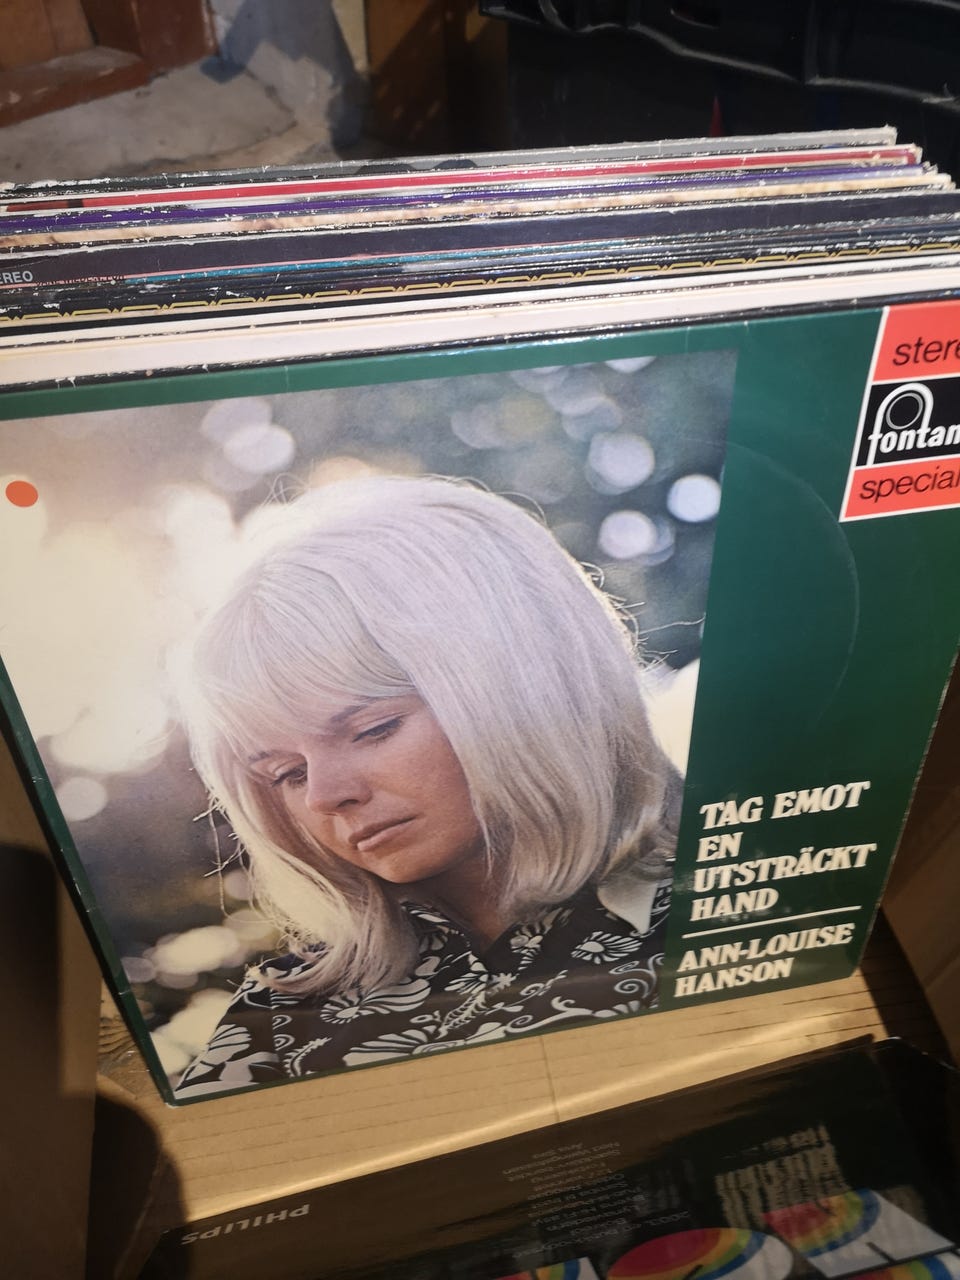 EREO
stere
fontan
special
TAG EMOT
EN
UTSTRÄCKT
HAND
ANN-LOUISE
HANSON
PHILIPS